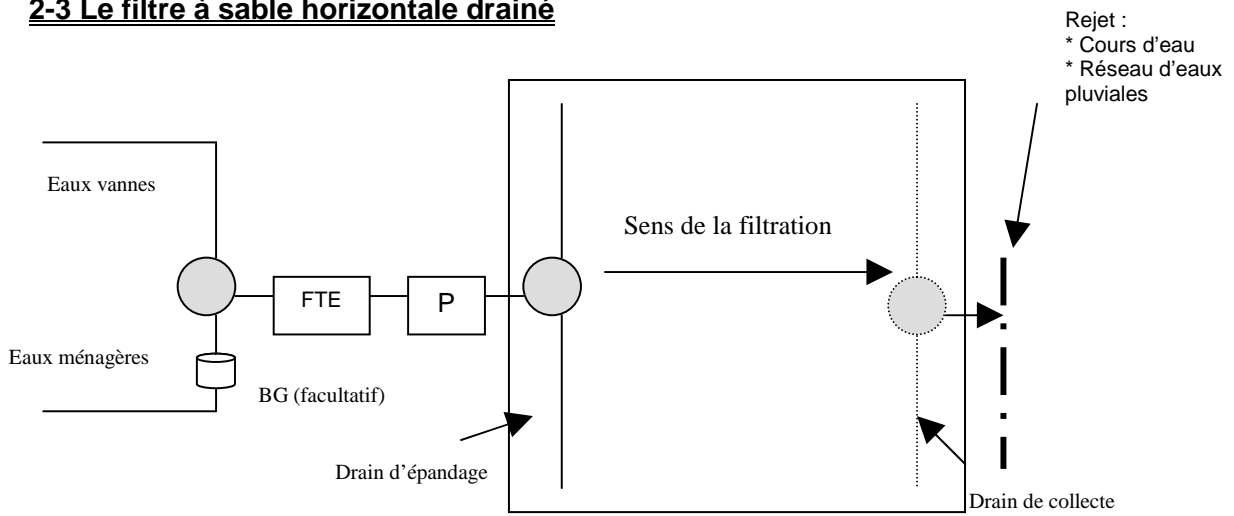 2-3 Le filtre à sable horizontale drainé
Rejet :
* Cours d'eau
* Réseau d'eaux
pluviales
Eaux vannes
Sens de la filtration
FTE
P
Eaux ménagères
BG (facultatif)
Drain d'épandage
Drain de collecte